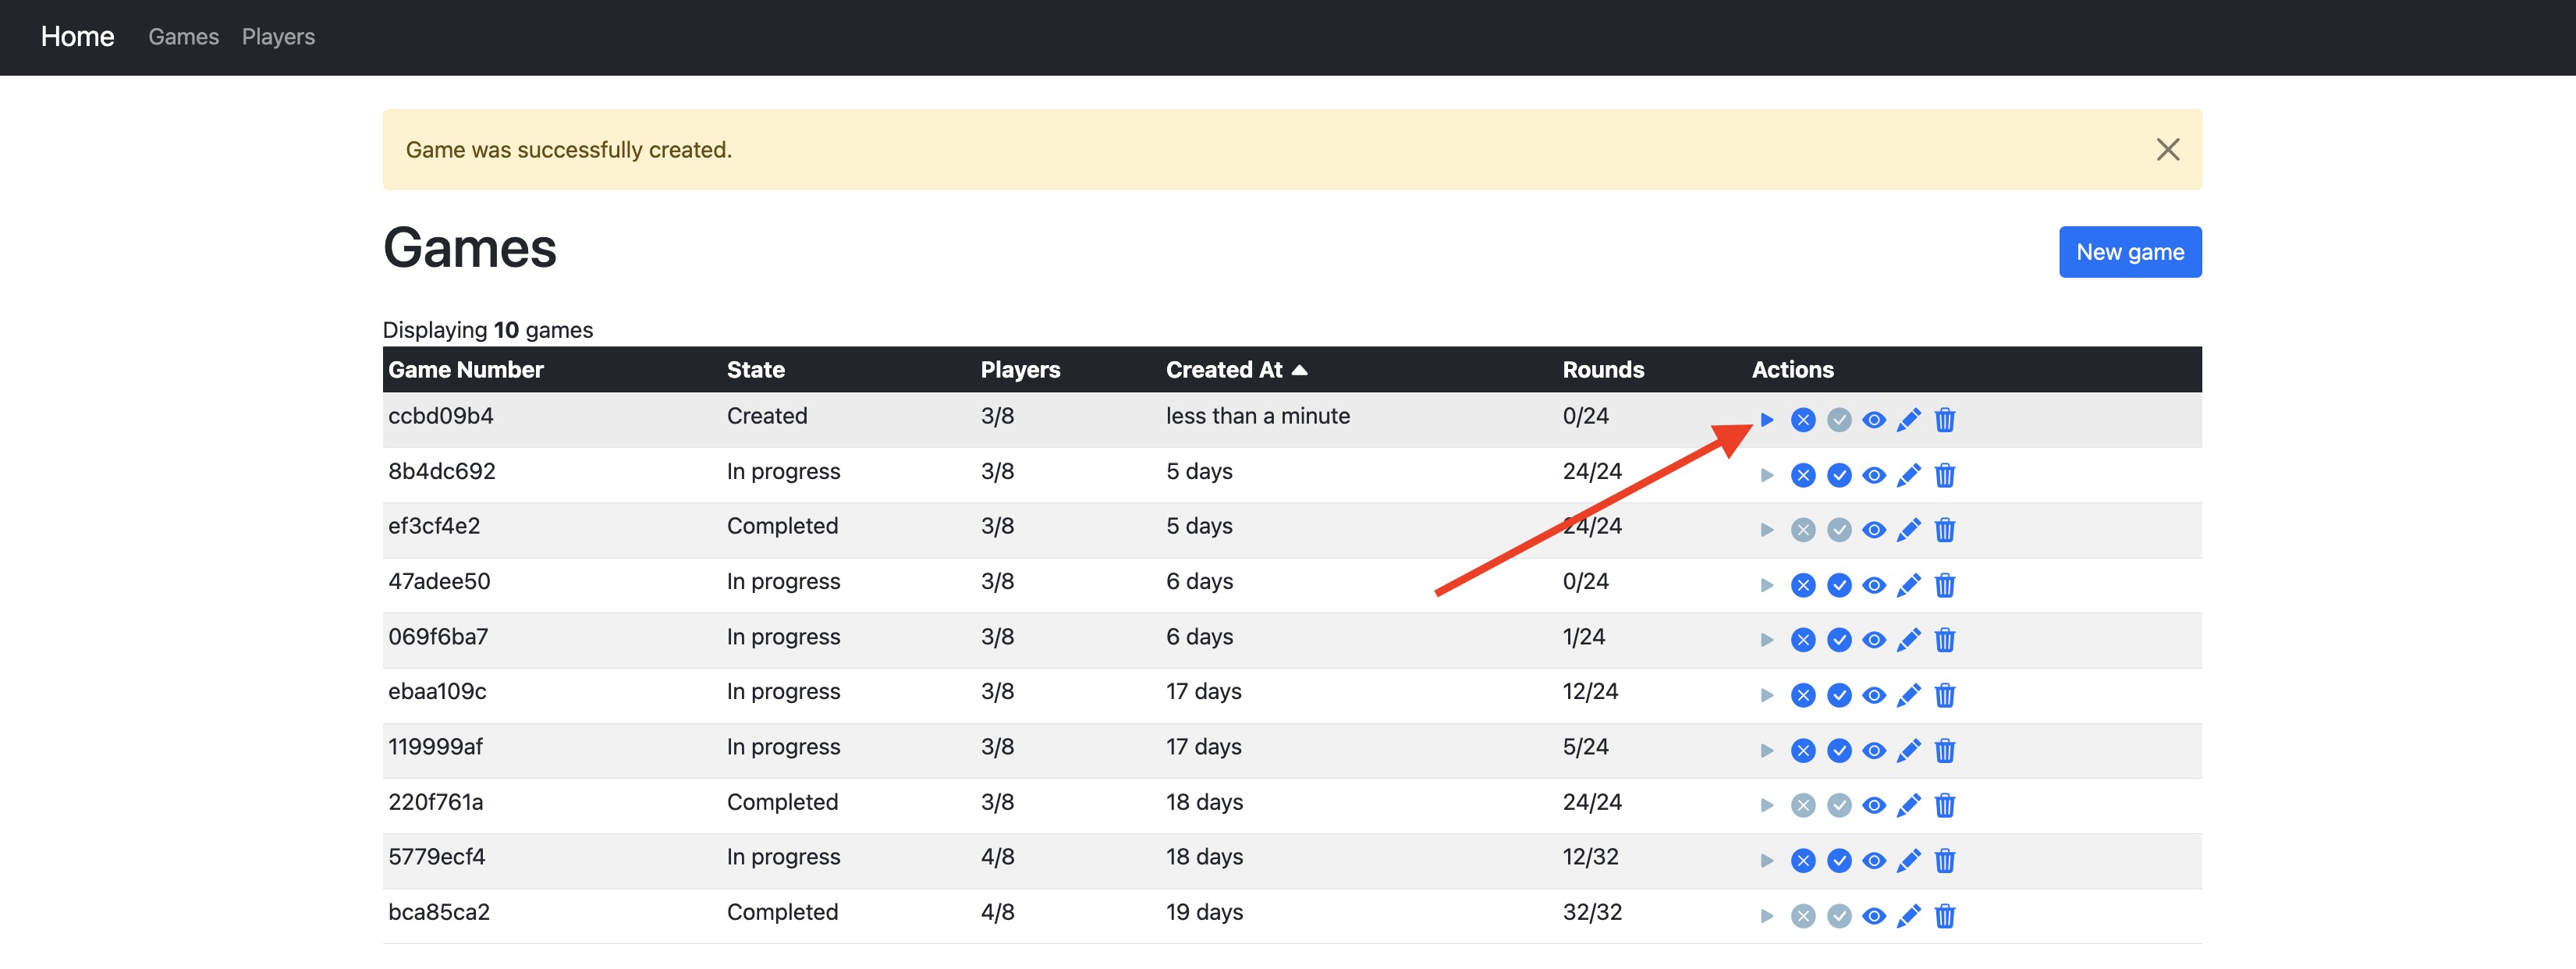 Home Games Players
Game was successfully created.
Games
New game
Displaying 10 games
Game Number State Players Created At Rounds Actions
ccbd09b4 Created 3/8 less than a minute 0/24
8b4dc692 In progress 3/8 5 days 24/24
ef3cf4e2 Completed 3/8 5 days 24/24
47adee50 In progress 3/8 6 days 0/24
069f6ba7 In progress 3/8 6 days 1/24
ebaa109c In progress 3/8 17 days 12/24
119999af In progress 3/8 17 days 5/24
220f761a Completed 3/8 18 days 24/24
5779ecf4 In progress 4/8 18 days 12/32
bca85ca2 Completed 4/8 19 days 32/32